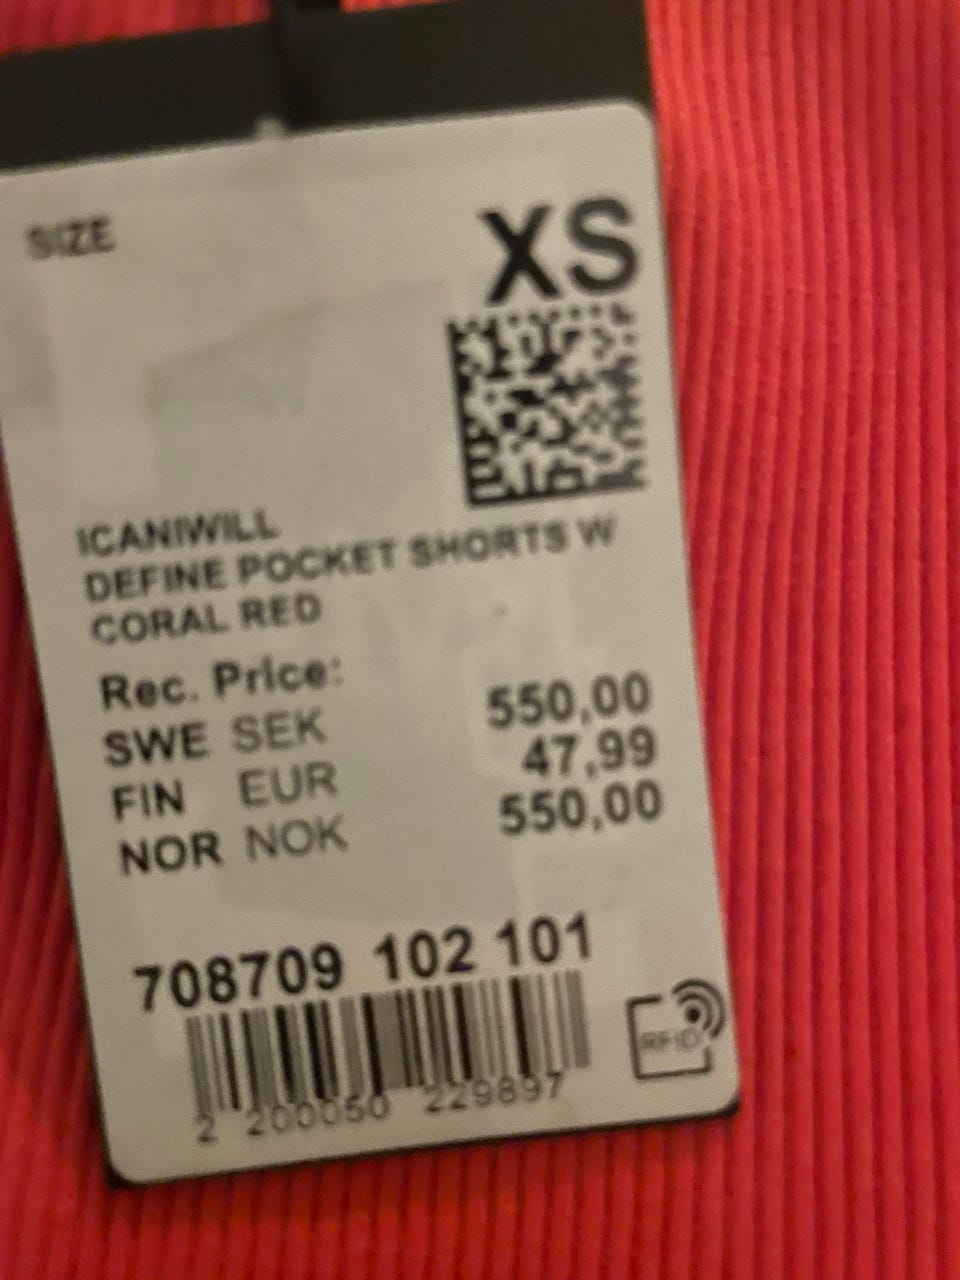 SIZE
XS
ICANIWILL
DEFINE POCKET SHORTS W
CORAL RED
Rec. Price:
SWE SEK 550,00
FIN EUR 47,99
NOR NOK 550,00
708709 102 101
2 200050 229897
RFID